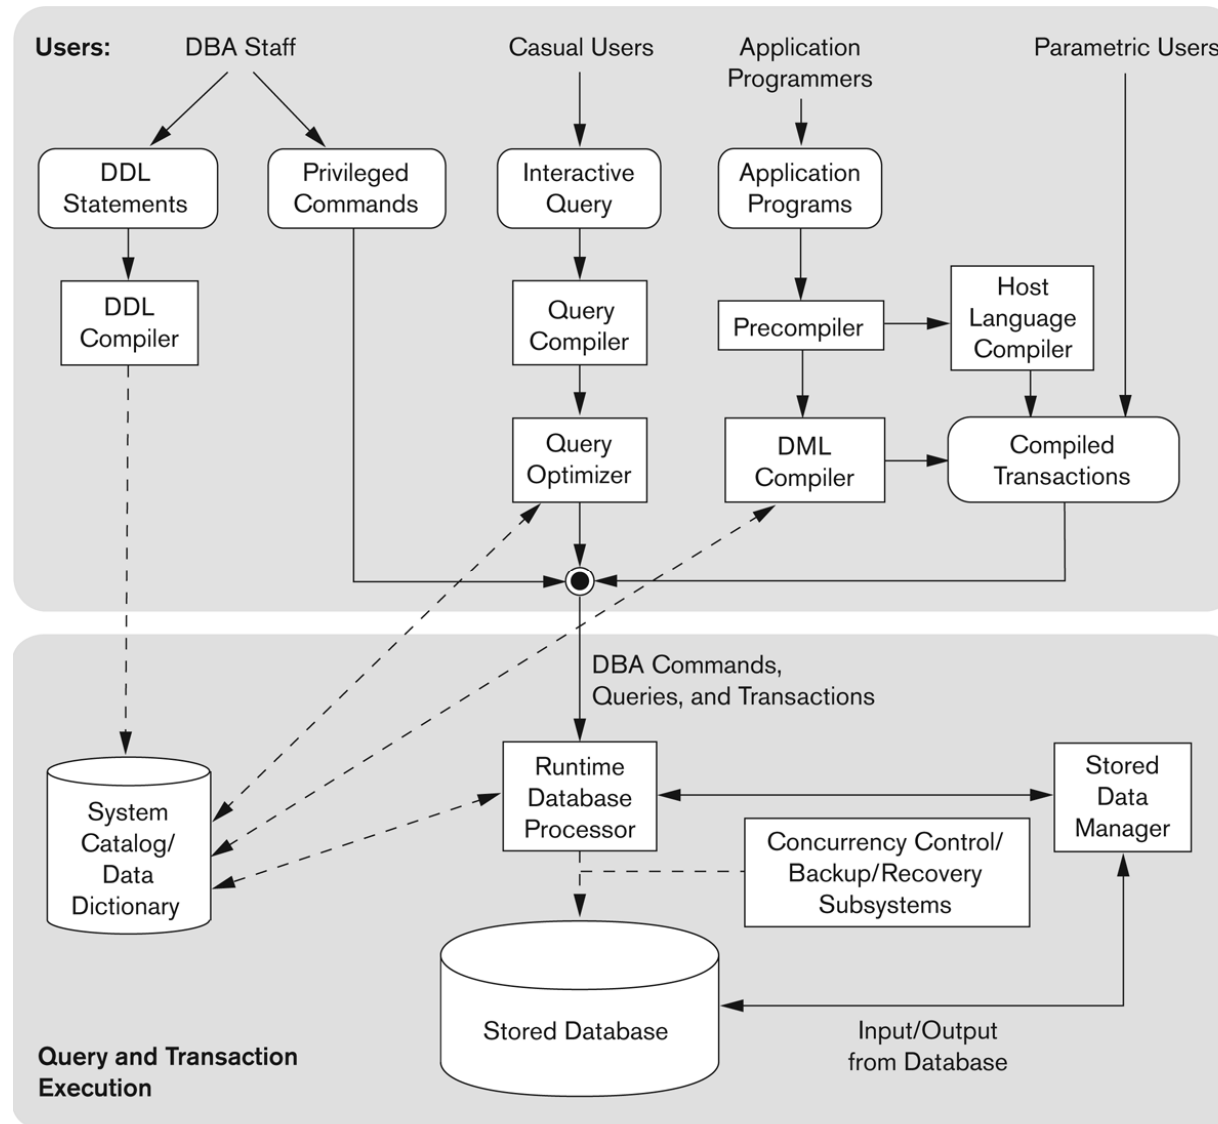 Users:
DBA Staff
Casual Users
Application
Programmers
Parametric Users
DDL
Statements
Privileged
Commands
Interactive
Query
Application
Programs
DDL
Compiler
Query
Compiler
Precompiler
Host
Language
Compiler
Query
Optimizer
DML
Compiler
Compiled
Transactions
DBA Commands,
Queries, and Transactions
System
Catalog/
Data
Dictionary
Runtime
Database
Processor
Stored
Data
Manager
Concurrency Control/
Backup/Recovery
Subsystems
Stored Database
Input/Output
from Database
Query and Transaction
Execution